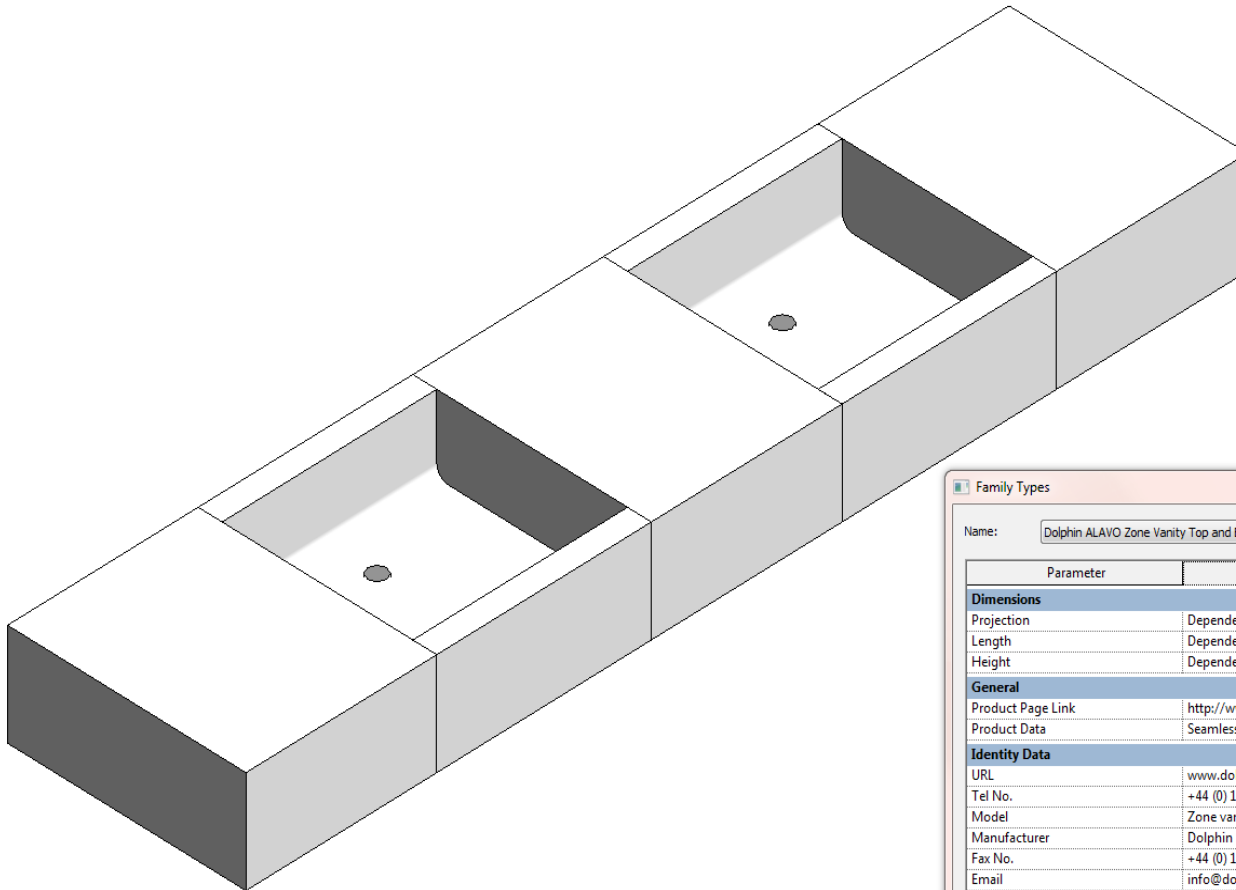 Family Types
Name: Dolphin ALAVO Zone Vanity Top and
Parameter
Dimensions
Projection Depende
Length Depende
Height Depende
General
Product Page Link http://w
Product Data Seamles
Identity Data
URL www.do
Tel No. +44 (0) 1
Model Zone va
Manufacturer Dolphin
Fax No. +44 (0) 1
Email info@do